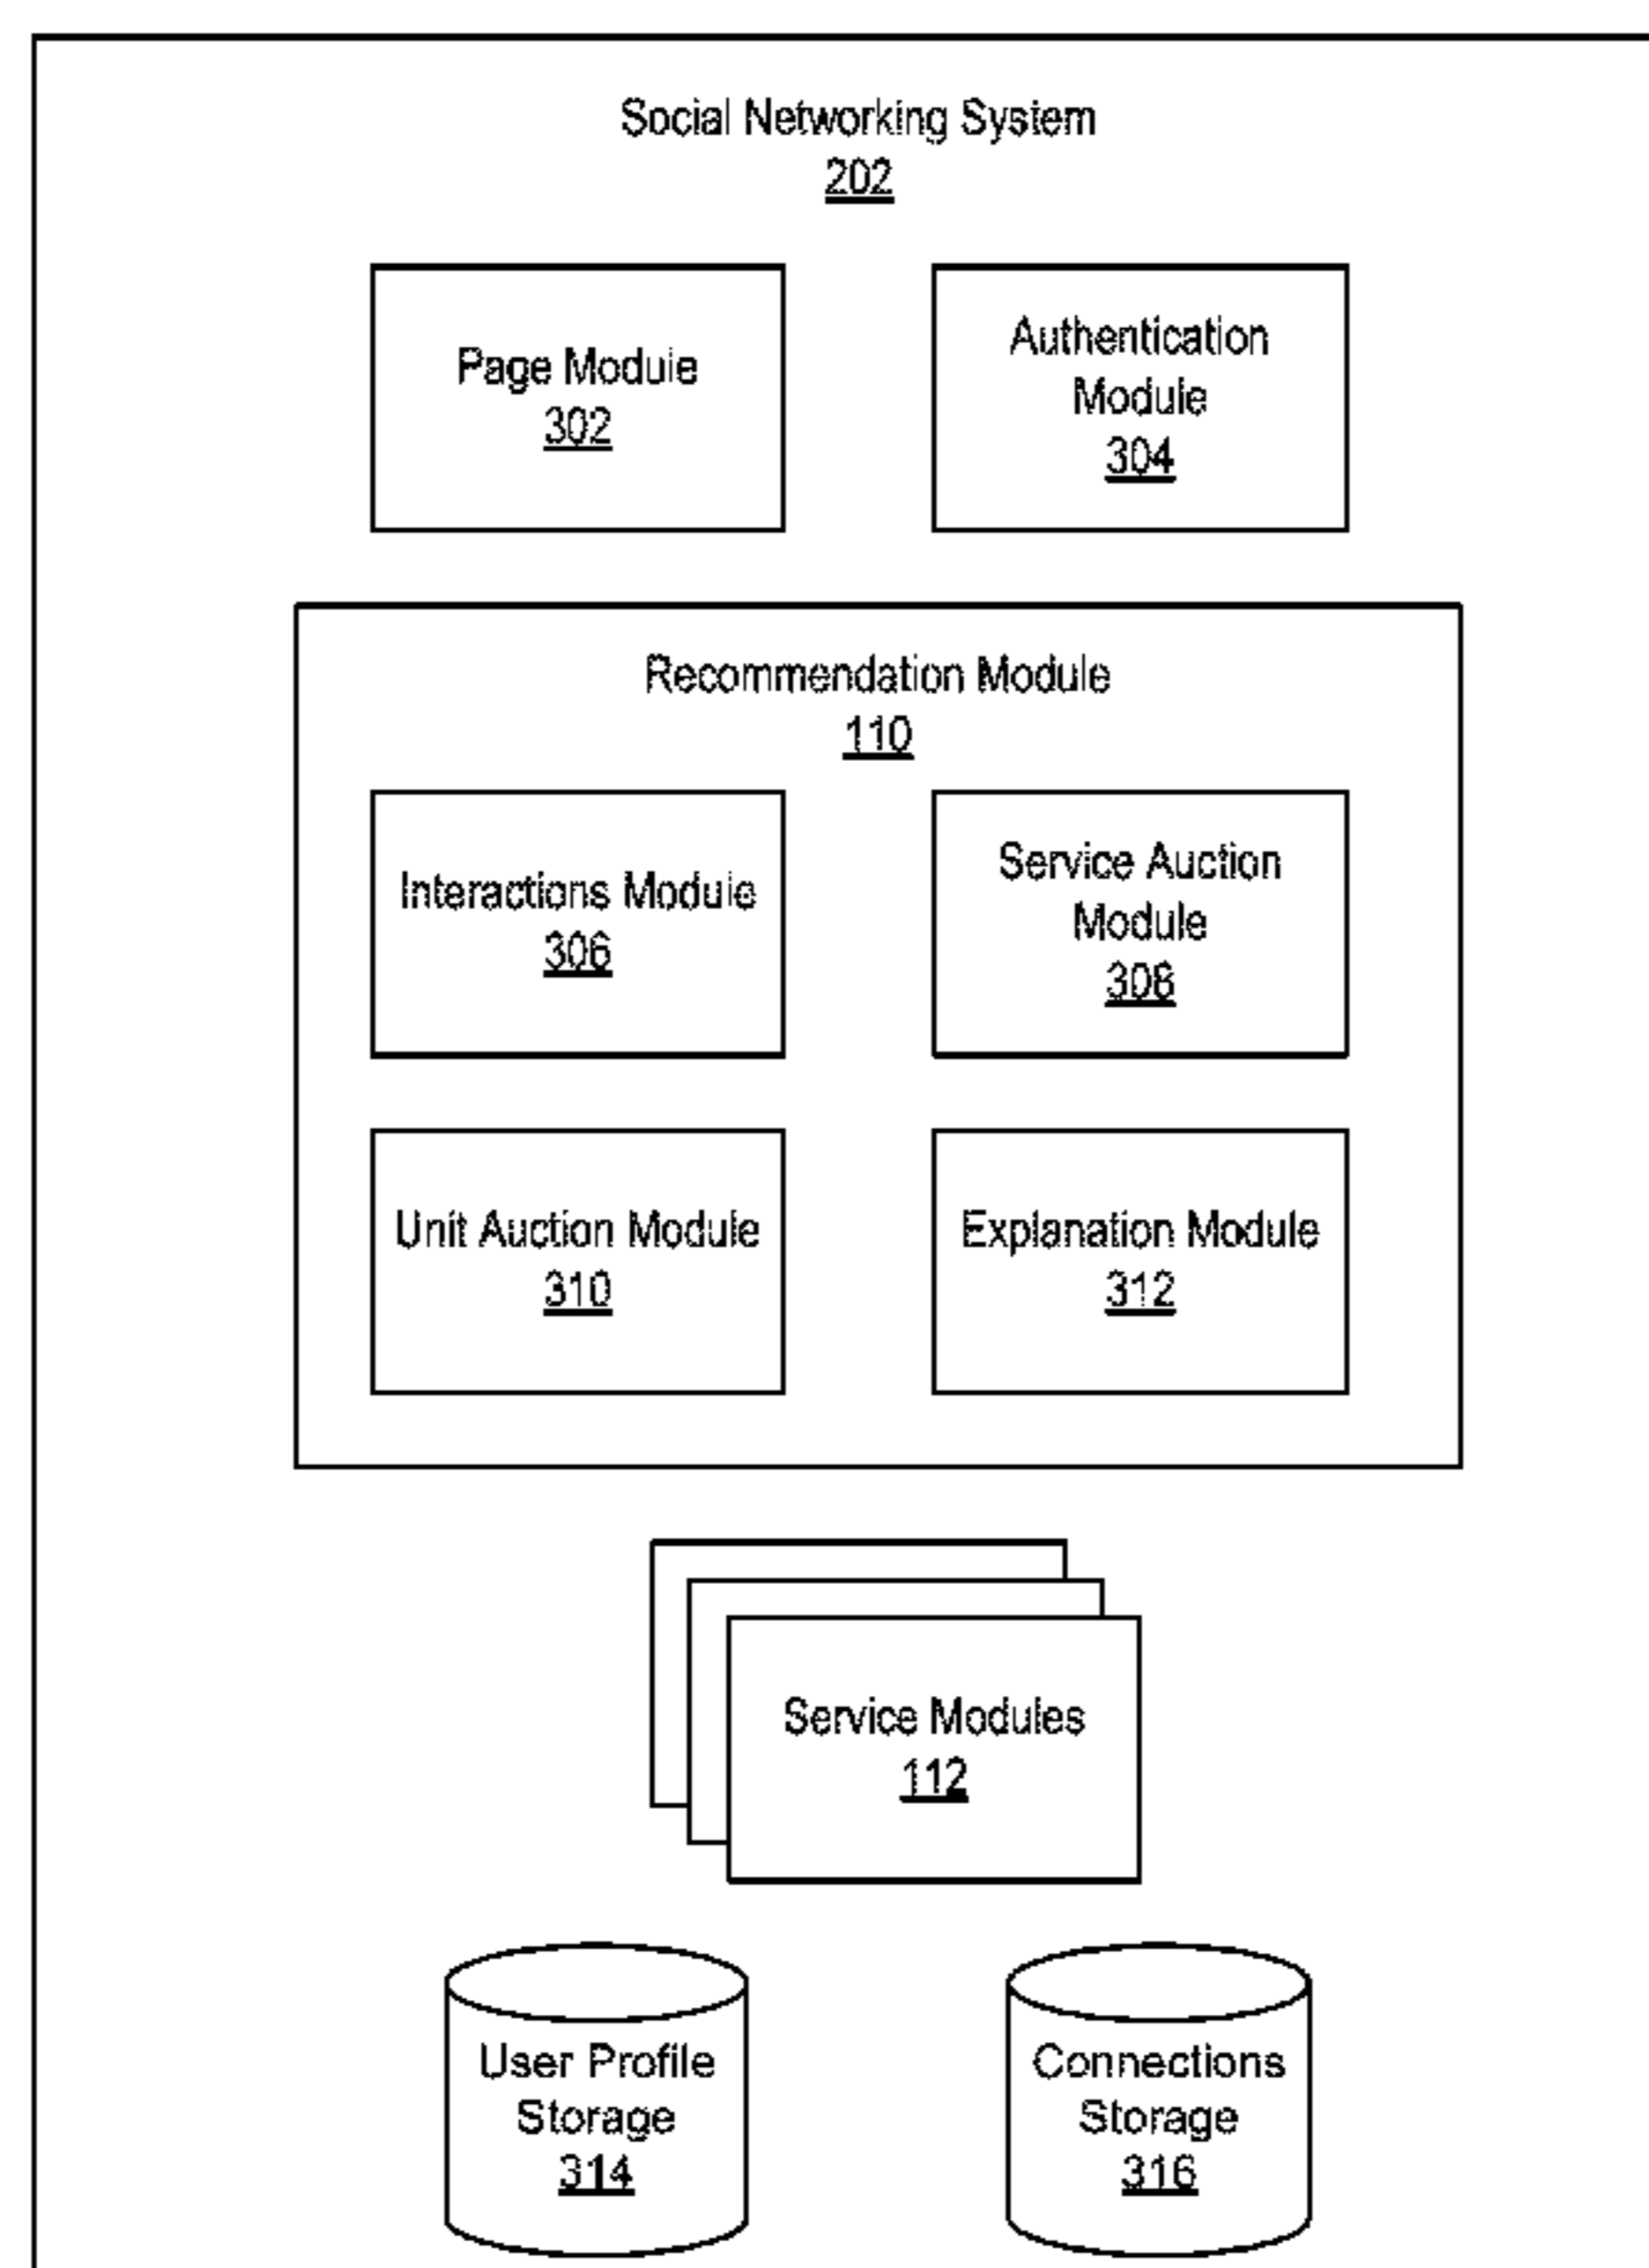 Social Networking System
202
Page Module
302
Authentication
Module
304
Recommendation Module
110
Interactions Module
306
Service Auction
Module
308
Unit Auction Module
310
Explanation Module
312
Service Modules
112
User Profile
Storage
314
Connections
Storage
316